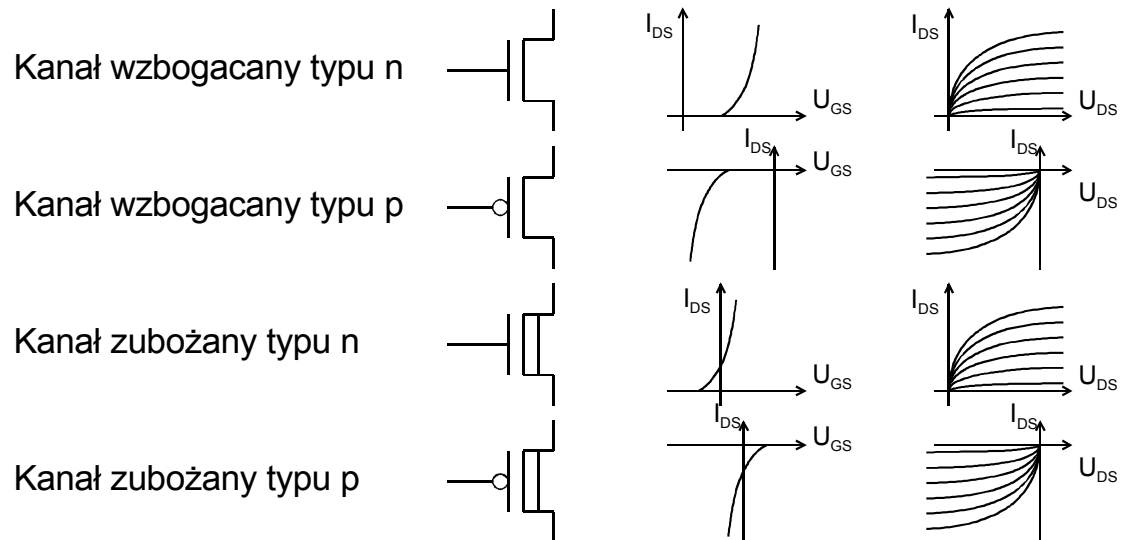 Kanał wzbogacany typu n
I_DS
U_GS
I_DS
U_DS
Kanał wzbogacany typu p
I_DS
U_GS
I_DS
U_DS
Kanał zubożany typu n
I_DS
U_GS
I_DS
U_DS
Kanał zubożany typu p
I_DS
U_GS
I_DS
U_DS